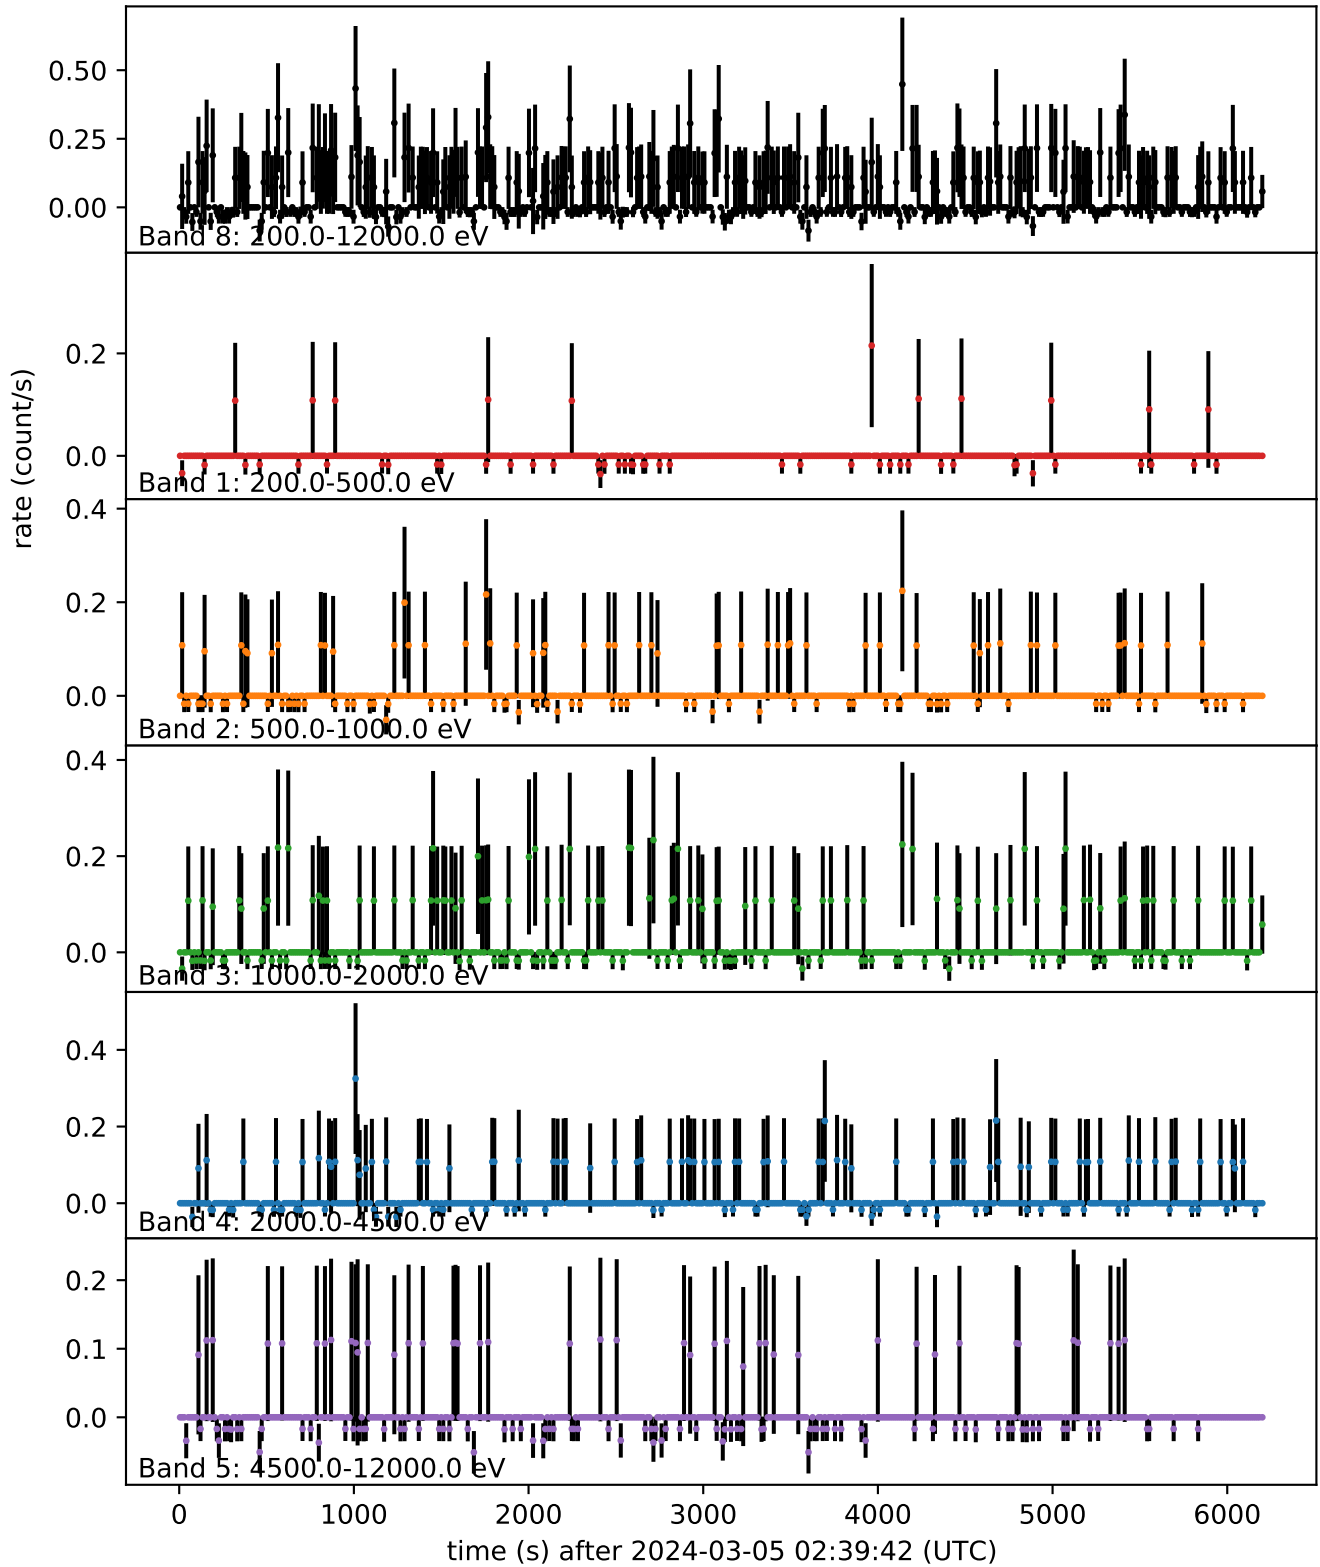 0.50
0.25
0.00
Band 8: 200.0-12000.0 eV
0.2
0.0
Band 1: 200.0-500.0 eV
rate (count/s)
0.4
0.2
0.0
Band 2: 500.0-1000.0 eV
0.4
0.2
0.0
Band 3: 1000.0-2000.0 eV
0.4
0.2
0.0
Band 4: 2000.0-4500.0 eV
0.2
0.1
0.0
Band 5: 4500.0-12000.0 eV
0 1000 2000 3000 4000 5000 6000
time (s) after 2024-03-05 02:39:42 (UTC)